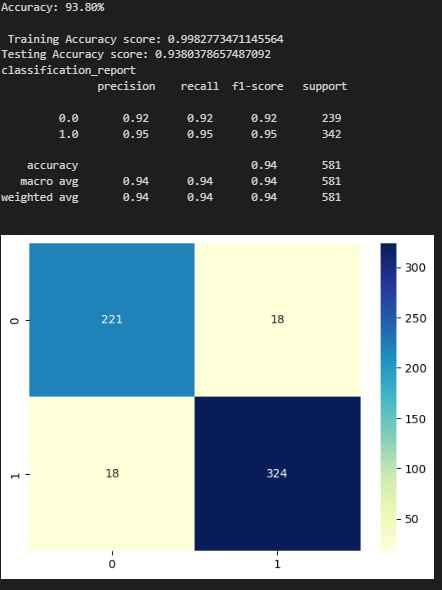 Accuracy: 93.80%
Training Accuracy score: 0.9982773471145564
Testing Accuracy score: 0.9380378657487092
classification_report
precision recall f1-score support
0.0 0.92 0.92 0.92 239
1.0 0.95 0.95 0.95 342
accuracy 0.94 581
macro avg 0.94 0.94 0.94 581
weighted avg 0.94 0.94 0.94 581
300
0 221 18
250
200
150
1 18 324
100
50
0 1